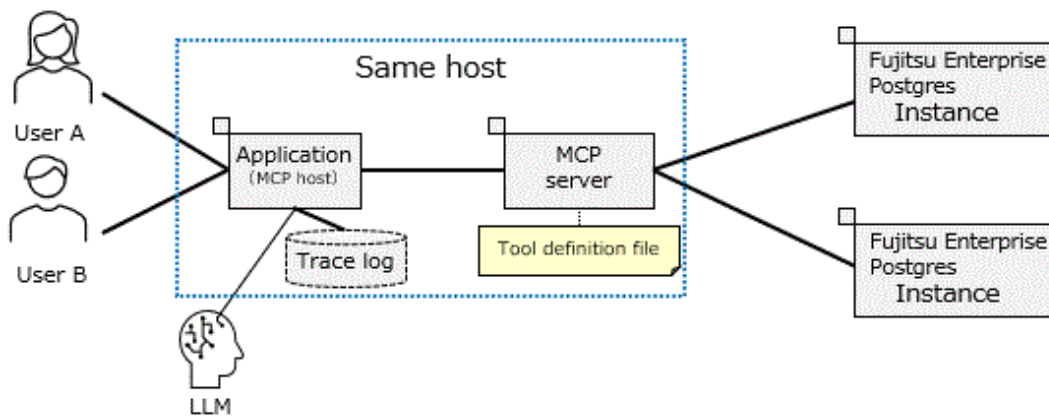 Same host
User A
User B
Application
(MCP host)
Trace log
LLM
MCP
server
Tool definition file
Fujitsu Enterprise
Postgres
Instance
Fujitsu Enterprise
Postgres
Instance